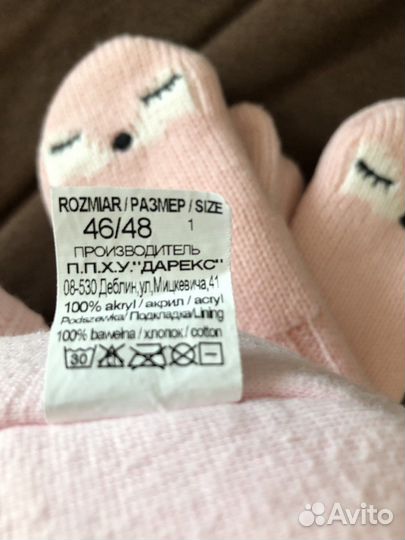 ROZMIAR / РАЗМЕР / SIZE
46/48 1
ПРОИЗВОДИТЕЛЬ
П.П.Х.У."ДАРЕКС"
08-530 Деблин,ул,Мицкевича,41
100% akryl / акрил / acryl
Podszewka/Подкладка/Lining
100% bawełna / хлопок / cotton
30
Avito